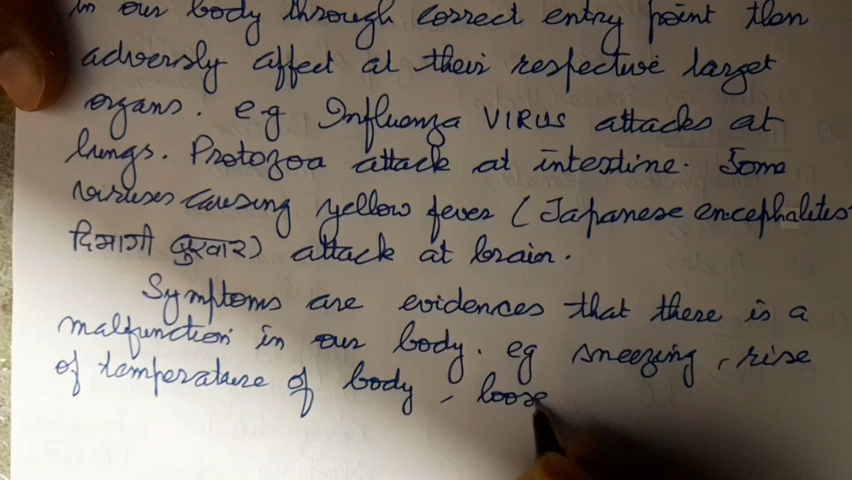 in our body through correct entry point then
adversly affect at their respective target
organs. eg Influenza VIRUS attacks at
lungs. Protozoa attack at intestine. Some
viruses causing yellow fever (Japanese encephalites
दिमागी बुखार) attack at brain.
Symptoms are evidences that there is a
malfunction in our body. eg sneezing, rise
of temperature of body, loose